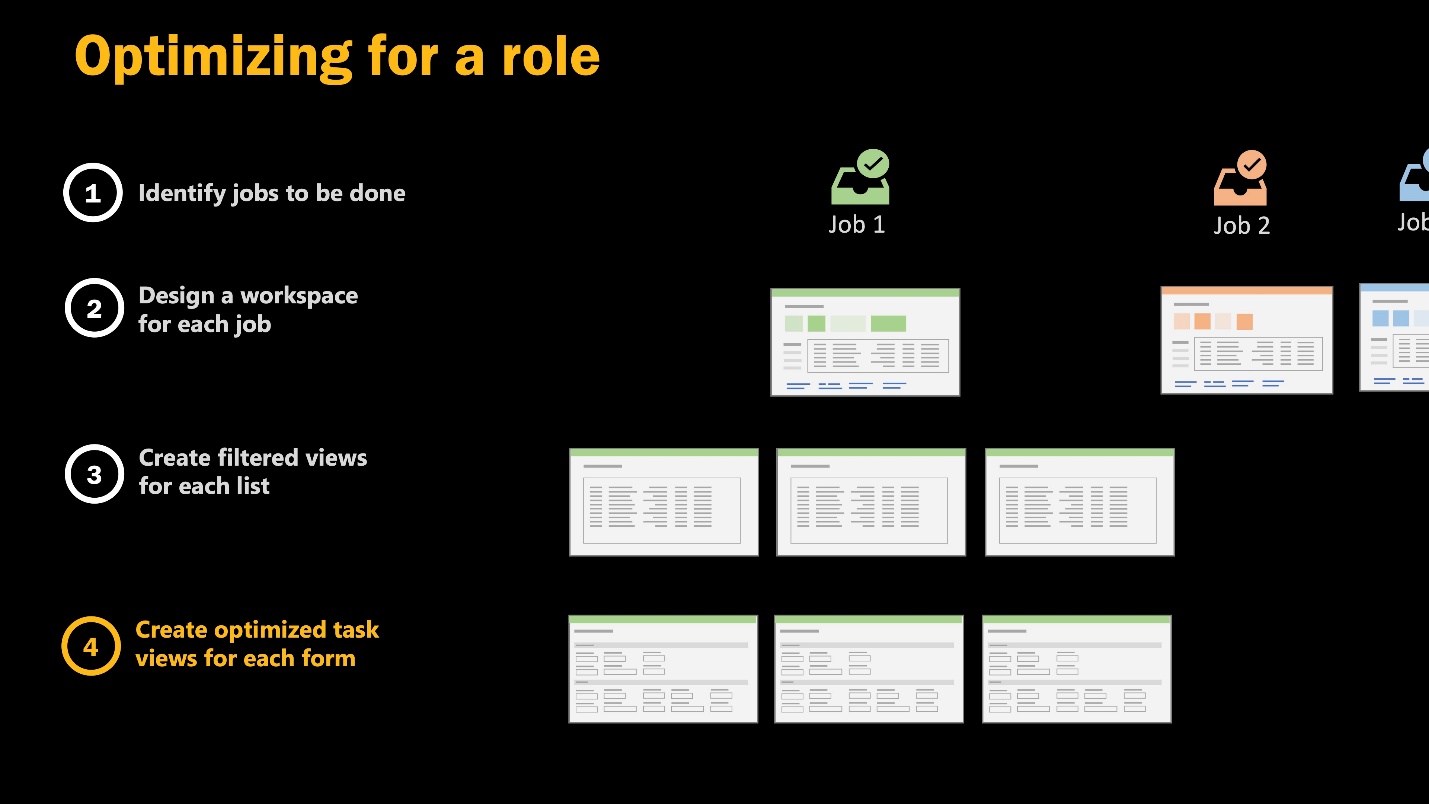 Optimizing for a role
1
Identify jobs to be done
Job 1
Job 2
Job
2
Design a workspace
for each job
3
Create filtered views
for each list
4
Create optimized task
views for each form